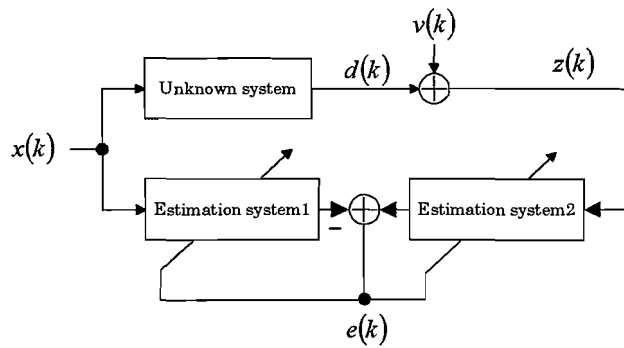 v(k)
Unknown system
d(k)
z(k)
x(k)
Estimation system1
−
Estimation system2
e(k)